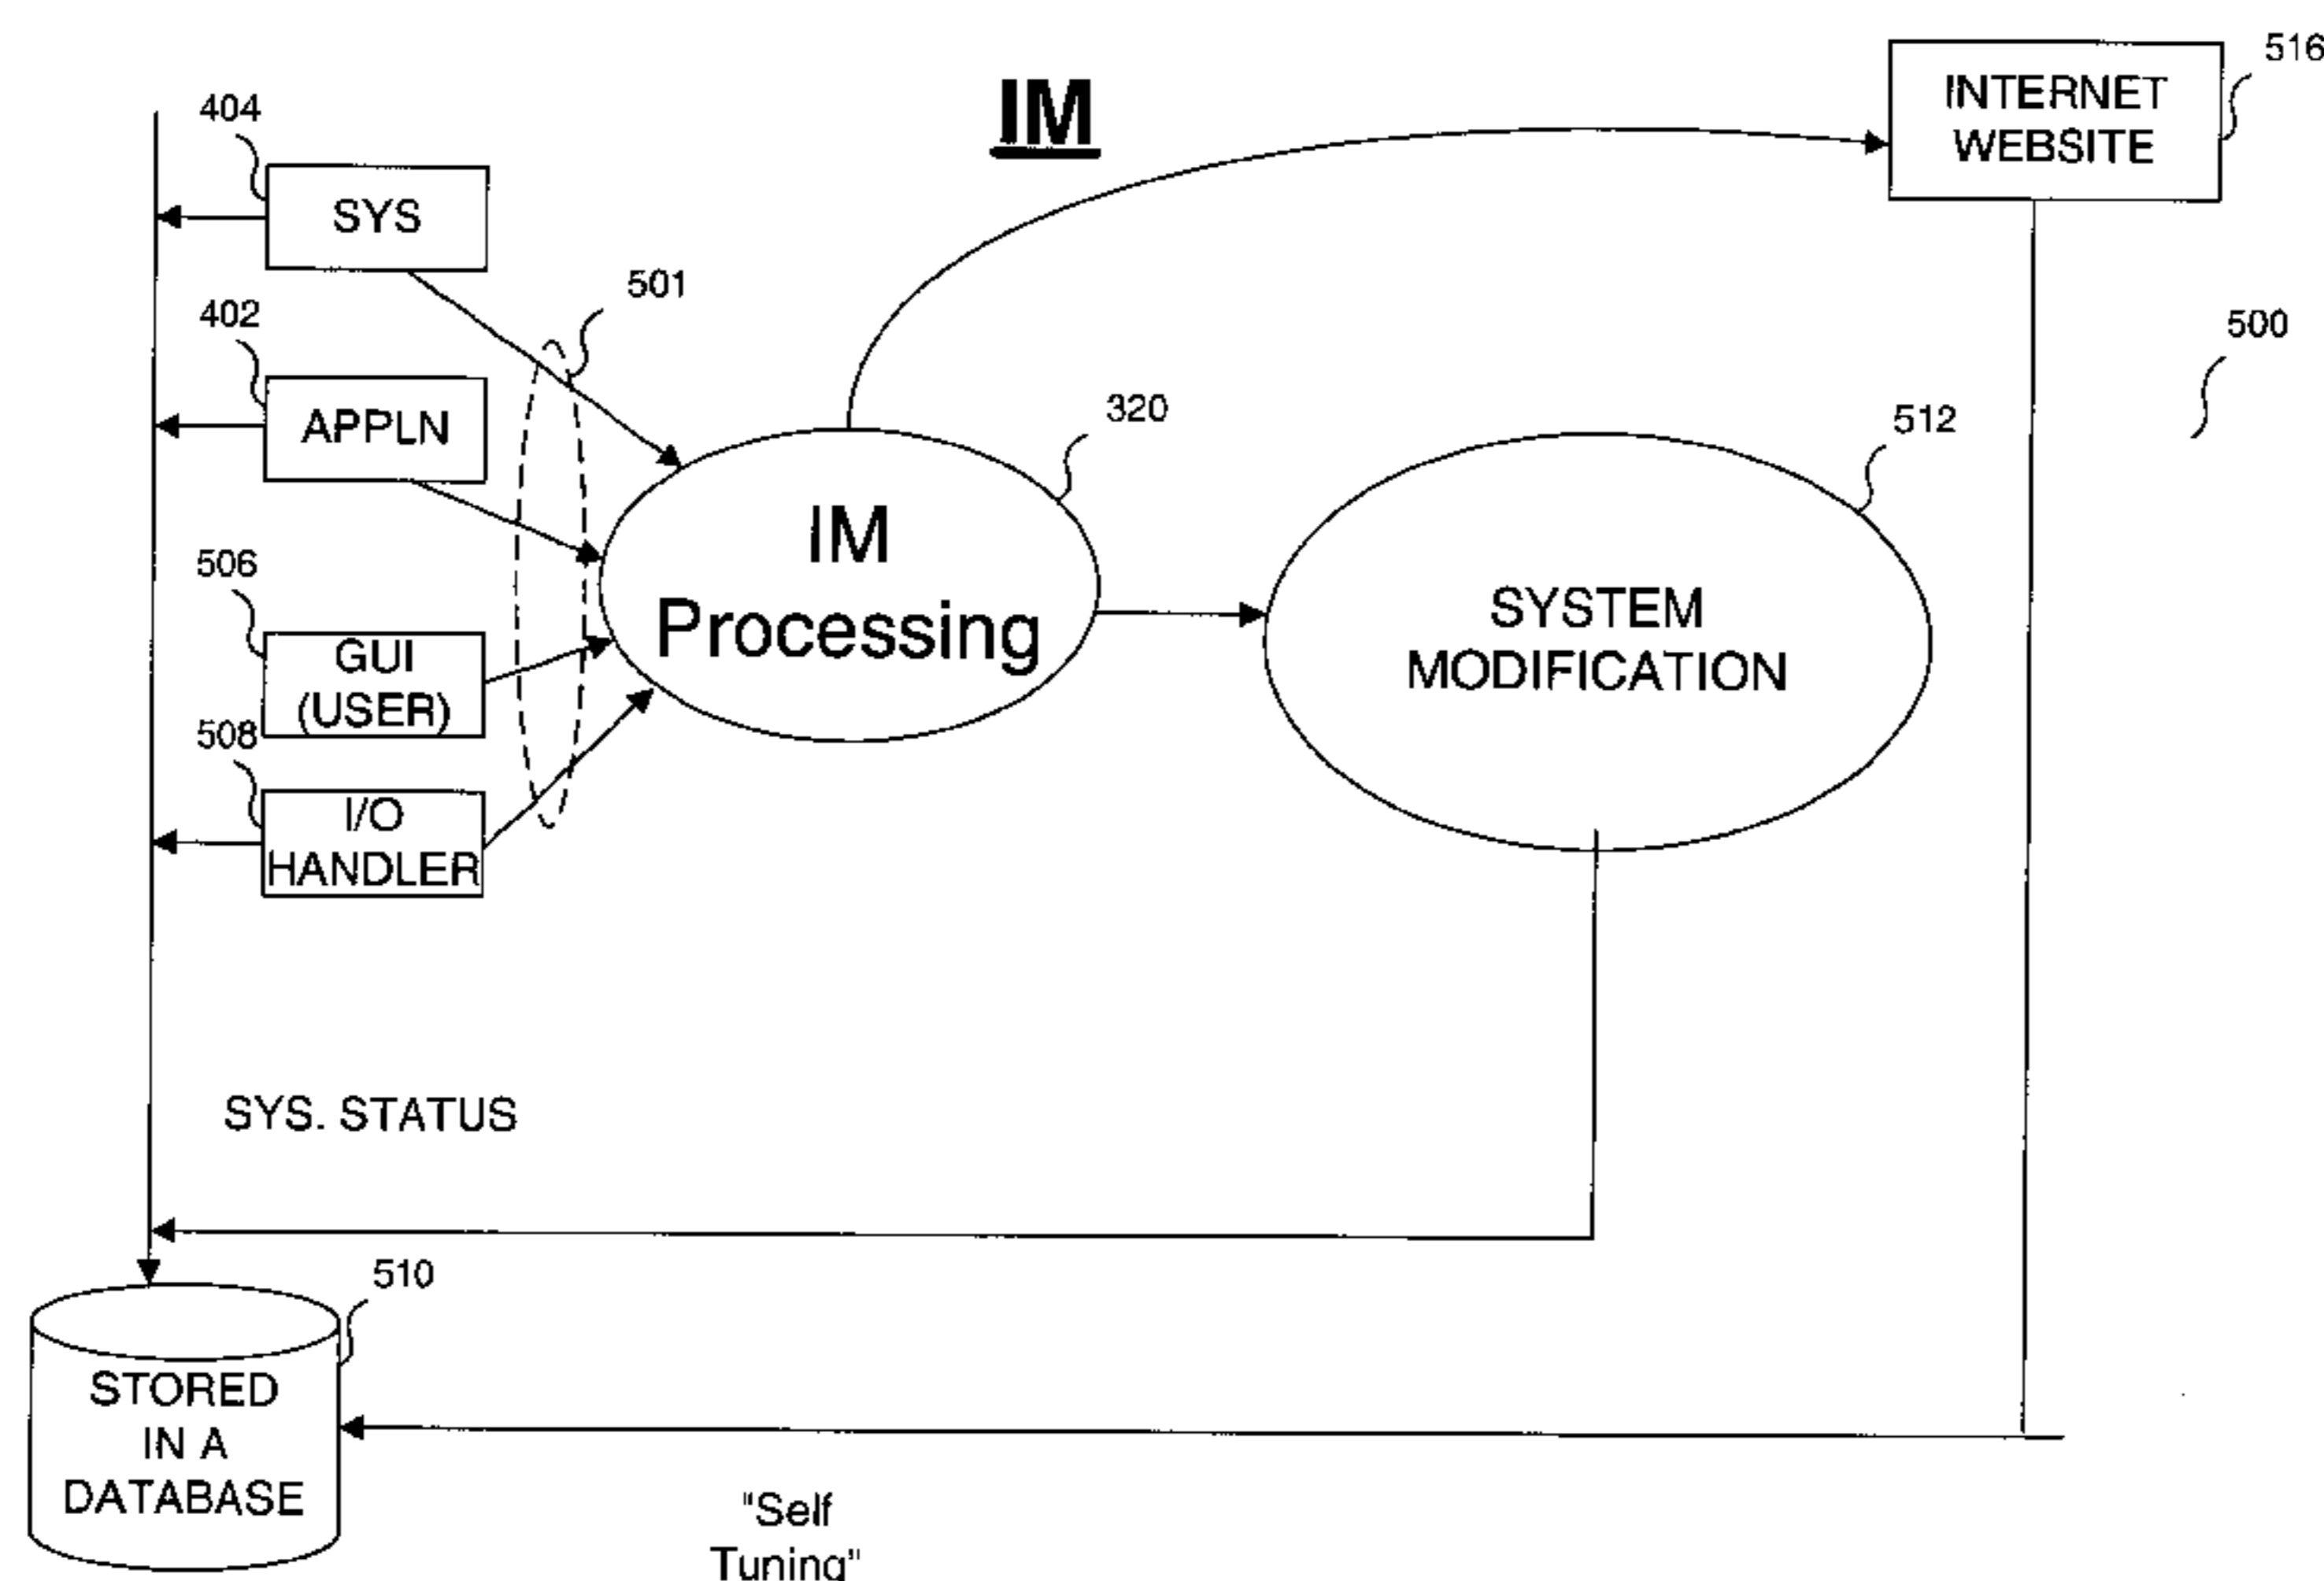 516
INTERNET
WEBSITE
IM
404
SYS
501
500
402
APPLN
320
512
IM
Processing
506
GUI
(USER)
SYSTEM
MODIFICATION
508
I/O
HANDLER
SYS. STATUS
510
STORED
IN A
DATABASE
"Self
Tuning"